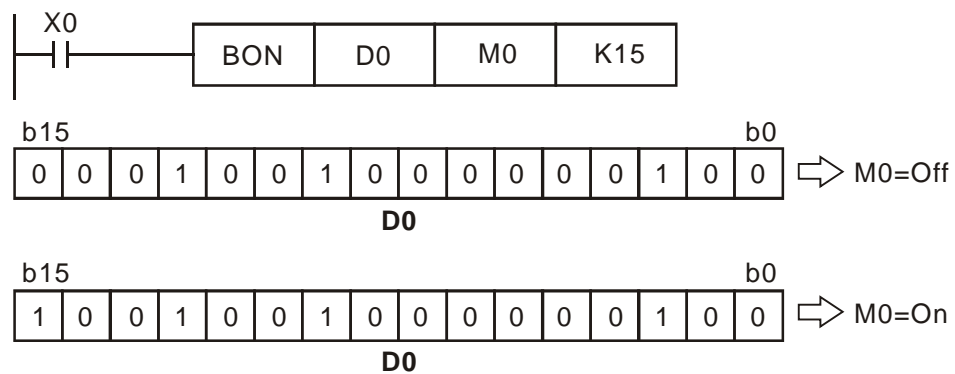 X0
BON D0 M0 K15
b15 b0
0 0 0 1 0 0 1 0 0 0 0 0 0 1 0 0 M0=Off
D0
b15 b0
1 0 0 1 0 0 1 0 0 0 0 0 0 1 0 0 M0=On
D0